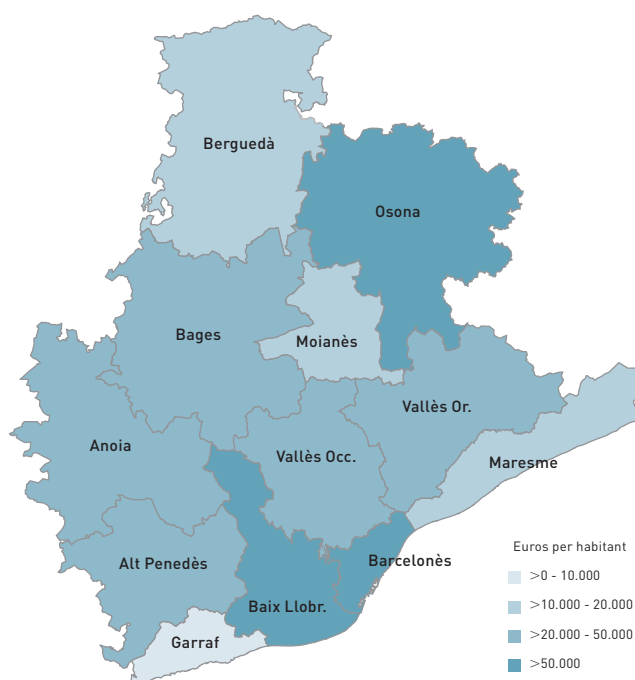 Berguedà
Osona
Bages
Moianès
Vallès Or.
Anoia
Vallès Occ.
Maresme
Alt Penedès
Barcelonès
Baix Llobr.
Garraf
Euros per habitant
>0 - 10.000
>10.000 - 20.000
>20.000 - 50.000
>50.000